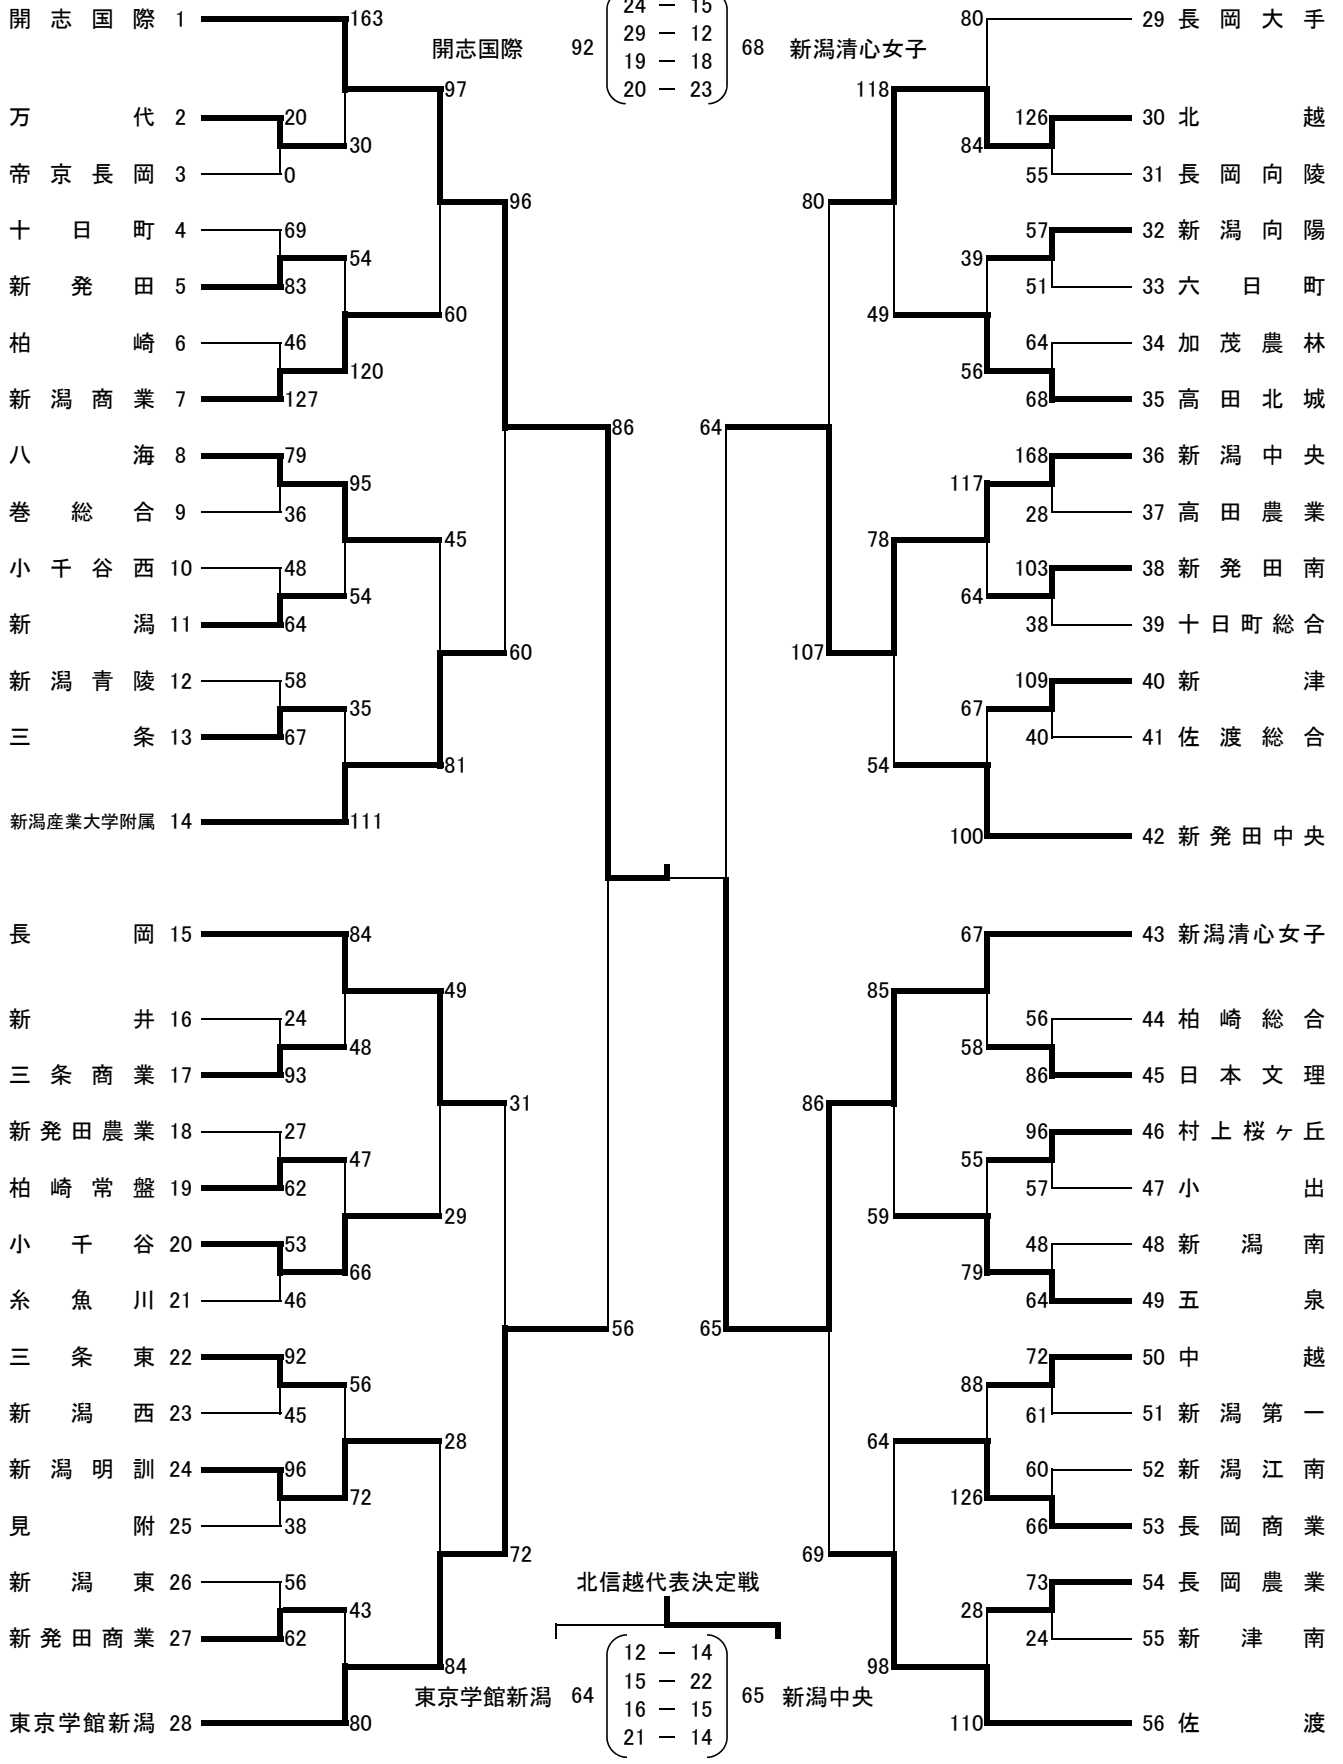 開志国際 1 163
万代 2 20
帝京長岡 3 0
30
97
十日町 4 69
新発田 5 83
54
柏崎 6 46
新潟商業 7 127
120
60
96
八海 8 79
巻総合 9 36
95
小千谷西 10 48
新潟 11 64
54
45
新潟青陵 12 58
三条 13 67
35
新潟産業大学附属 14 111
81
60
86
長岡 15 84
新井 16 24
三条商業 17 93
48
49
新発田農業 18 27
柏崎常盤 19 62
47
小千谷 20 53
糸魚川 21 46
66
29
31
三条東 22 92
新潟西 23 45
56
新潟明訓 24 96
見附 25 38
72
28
新潟東 26 56
新発田商業 27 62
43
東京学館新潟 28 80
84
72
56
開志国際 92
24 － 15
29 － 12
19 － 18
20 － 23
68 新潟清心女子
80 29 長岡大手
126 30 北越
55 31 長岡向陵
84
118
57 32 新潟向陽
51 33 六日町
39
64 34 加茂農林
68 35 高田北城
56
49
80
168 36 新潟中央
28 37 高田農業
117
103 38 新発田南
38 39 十日町総合
64
78
109 40 新津
40 41 佐渡総合
67
100 42 新発田中央
54
107
64
67 43 新潟清心女子
56 44 柏崎総合
86 45 日本文理
58
85
96 46 村上桜ヶ丘
57 47 小出
55
48 48 新潟南
64 49 五泉
79
59
86
72 50 中越
61 51 新潟第一
88
60 52 新潟江南
66 53 長岡商業
126
64
73 54 長岡農業
24 55 新津南
28
110 56 佐渡
98
69
65
北信越代表決定戦
東京学館新潟 64
12 － 14
15 － 22
16 － 15
21 － 14
65 新潟中央